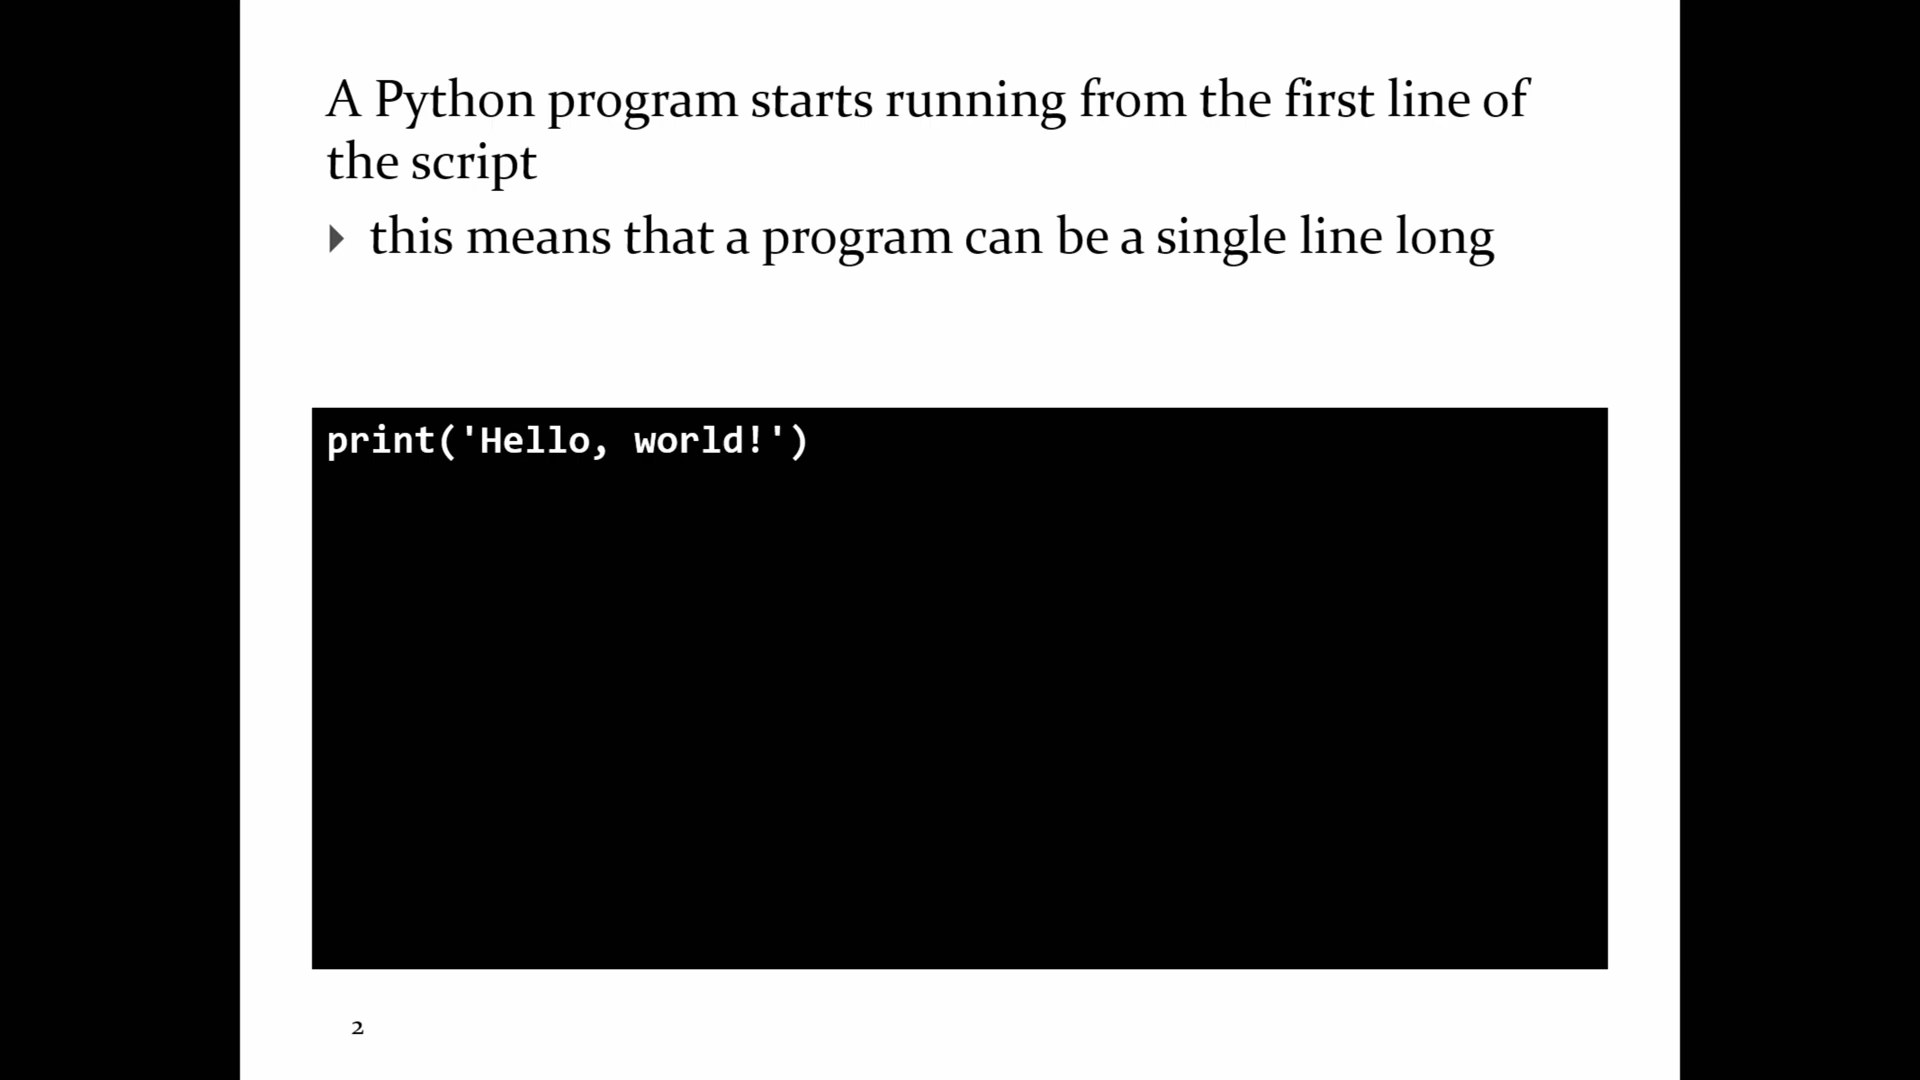 A Python program starts running from the first line of
the script
this means that a program can be a single line long
print('Hello, world!')
2